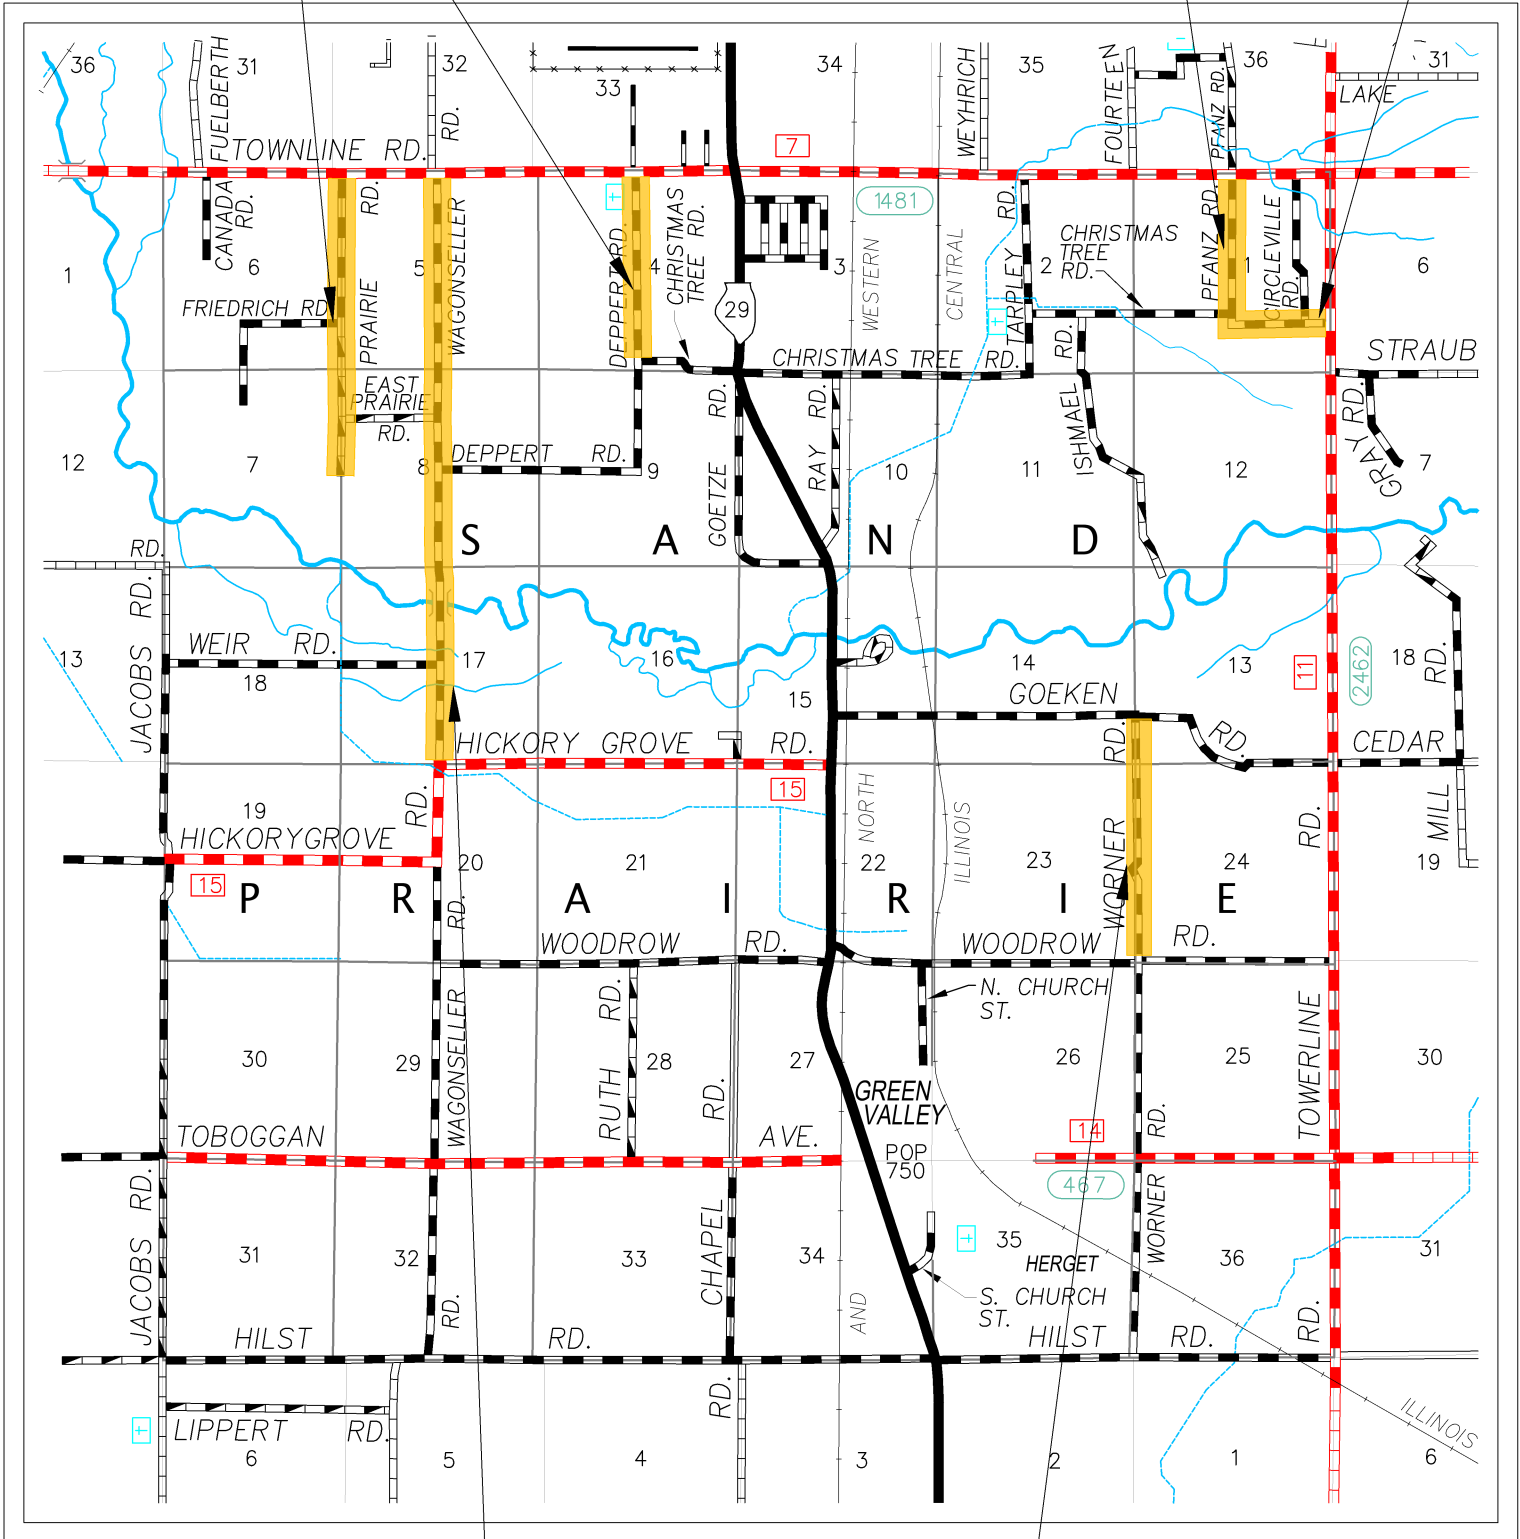 36
31
32
33
34
35
36
31
FUELBERTH
RD.
WEYHRICH
FOURTEEN
PFANZ RD.
LAKE
TOWNLINE RD.
7
1481
CANADA
RD.
RD.
PRAIRIE
WAGONSELLER
DEPPERT RD.
CHRISTMAS
TREE RD.
29
WESTERN
CENTRAL
RD.
TARPLEY
CHRISTMAS
TREE
RD.
PFANZ RD.
CIRCLEVILLE
RD.
1
6
5
4
3
2
1
6
FRIEDRICH RD.
EAST
PRAIRIE
RD.
CHRISTMAS TREE RD.
RD.
ISHMAEL
STRAUB
GRAY RD.
DEPPERT RD.
RD.
GOETZE
RD.
RAY
12
7
8
9
10
11
12
7
S A N D
RD.
RD.
JACOBS
WEIR RD.
13
18
17
16
15
14
13
18
GOEKEN
RD.
11
2462
RD.
MILL
CEDAR
HICKORY GROVE RD.
15
RD.
WORNER
RD.
19
HICKORYGROVE
RD.
15
20
21
NORTH
22
ILLINOIS
23
24
19
RD.
P R A I R I E
RD.
WAGONSELLER
WOODROW RD.
WOODROW RD.
N. CHURCH
ST.
RD.
RUTH
RD.
CHAPEL
TOWERLINE
30
29
28
27
26
25
30
GREEN
VALLEY
POP
750
TOBOGGAN AVE.
14
467
RD.
WORNER
RD.
JACOBS
31
32
33
34
35
36
31
HERGET
S. CHURCH
ST.
AND
RD.
RD.
HILST RD.
HILST RD.
RD.
LIPPERT RD.
ILLINOIS
6
5
4
3
2
1
6